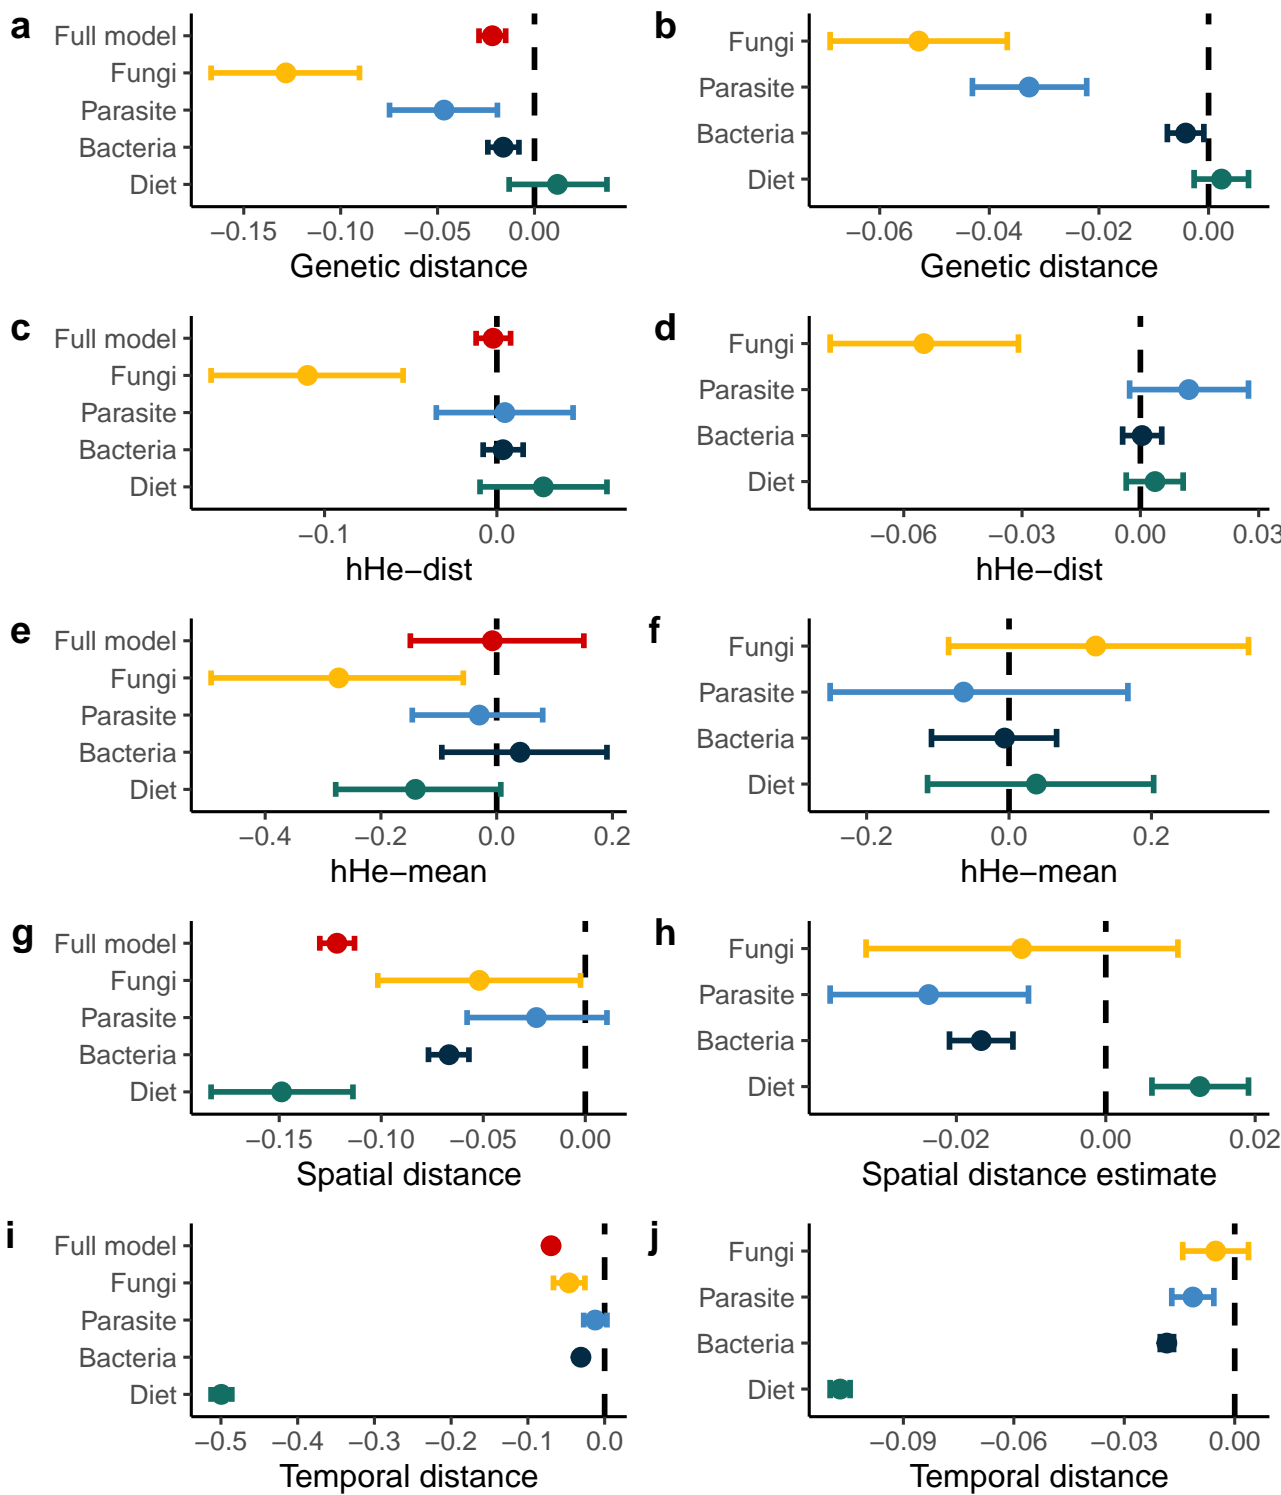 a
Full model
Fungi
Parasite
Bacteria
Diet
−0.15 −0.10 −0.05 0.00
Genetic distance
b
Fungi
Parasite
Bacteria
Diet
−0.06 −0.04 −0.02 0.00
Genetic distance
c
Full model
Fungi
Parasite
Bacteria
Diet
−0.1 0.0
hHe−dist
d
Fungi
Parasite
Bacteria
Diet
−0.06 −0.03 0.00 0.03
hHe−dist
e
Full model
Fungi
Parasite
Bacteria
Diet
−0.4 −0.2 0.0 0.2
hHe−mean
f
Fungi
Parasite
Bacteria
Diet
−0.2 0.0 0.2
hHe−mean
g
Full model
Fungi
Parasite
Bacteria
Diet
−0.15 −0.10 −0.05 0.00
Spatial distance
h
Fungi
Parasite
Bacteria
Diet
−0.02 0.00 0.02
Spatial distance estimate
i
Full model
Fungi
Parasite
Bacteria
Diet
−0.5 −0.4 −0.3 −0.2 −0.1 0.0
Temporal distance
j
Fungi
Parasite
Bacteria
Diet
−0.09 −0.06 −0.03 0.00
Temporal distance